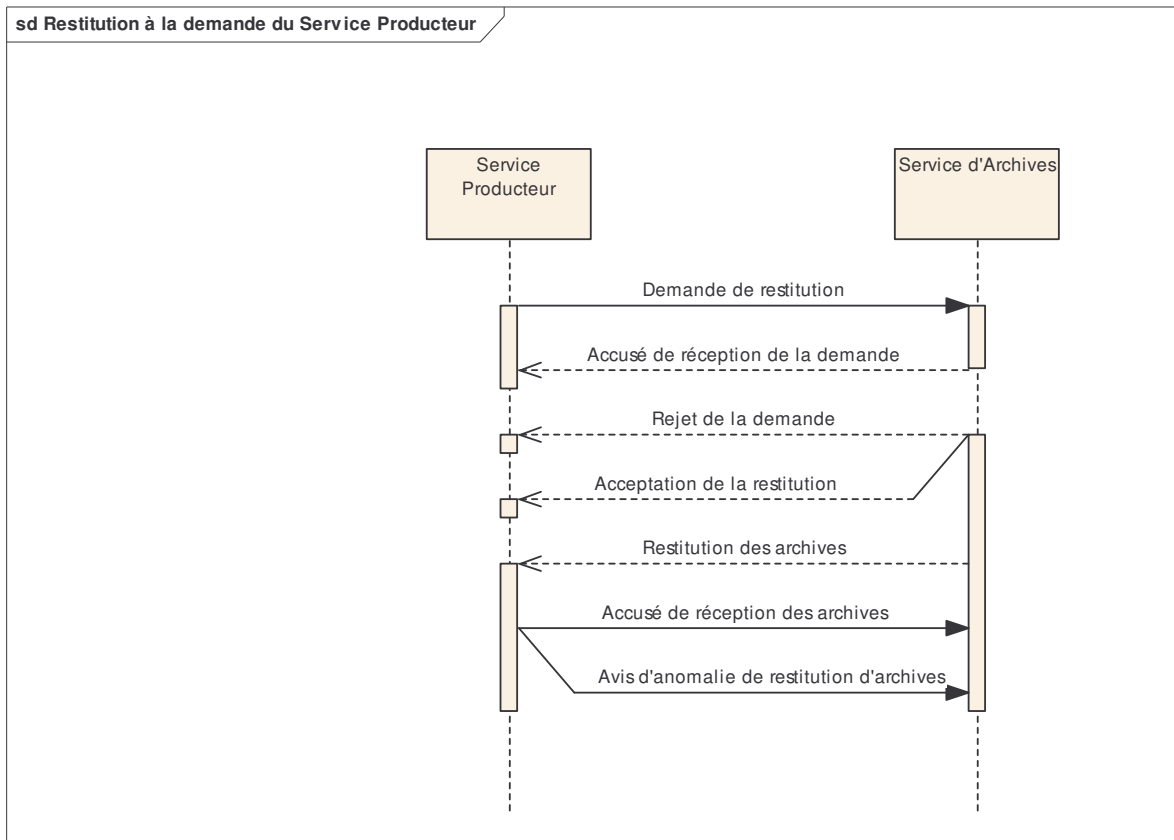 sd Restitution à la demande du Service Producteur
Service
Producteur
Service d'Archives
Demande de restitution
Accusé de réception de la demande
Rejet de la demande
Acceptation de la restitution
Restitution des archives
Accusé de réception des archives
Avis d'anomalie de restitution d'archives